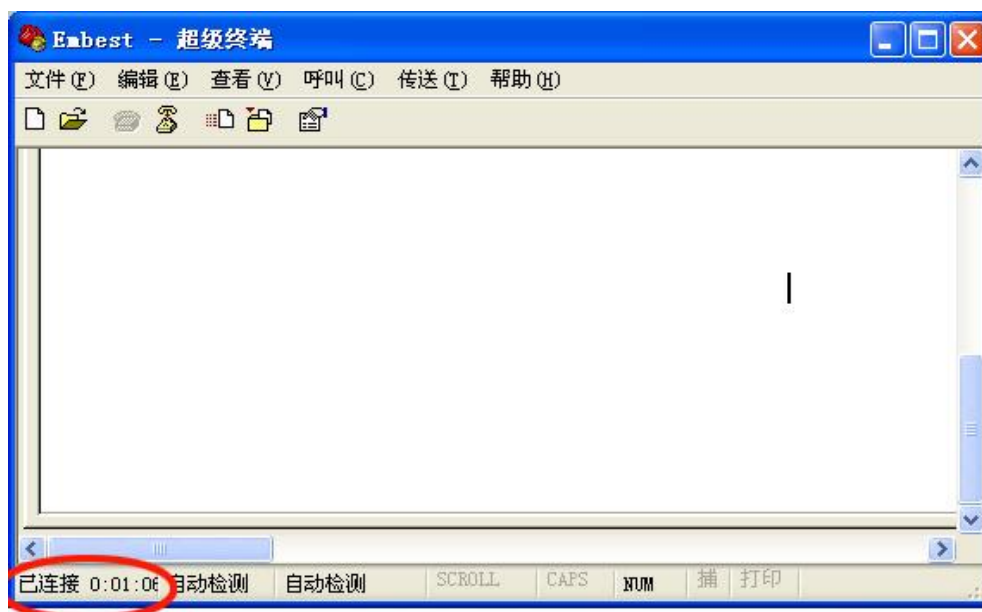 Embest - 超级终端
文件(F) 编辑(E) 查看(V) 呼叫(C) 传送(T) 帮助(H)
已连接 0:01:06 自动检测 自动检测 SCROLL CAPS NUM 捕 打印